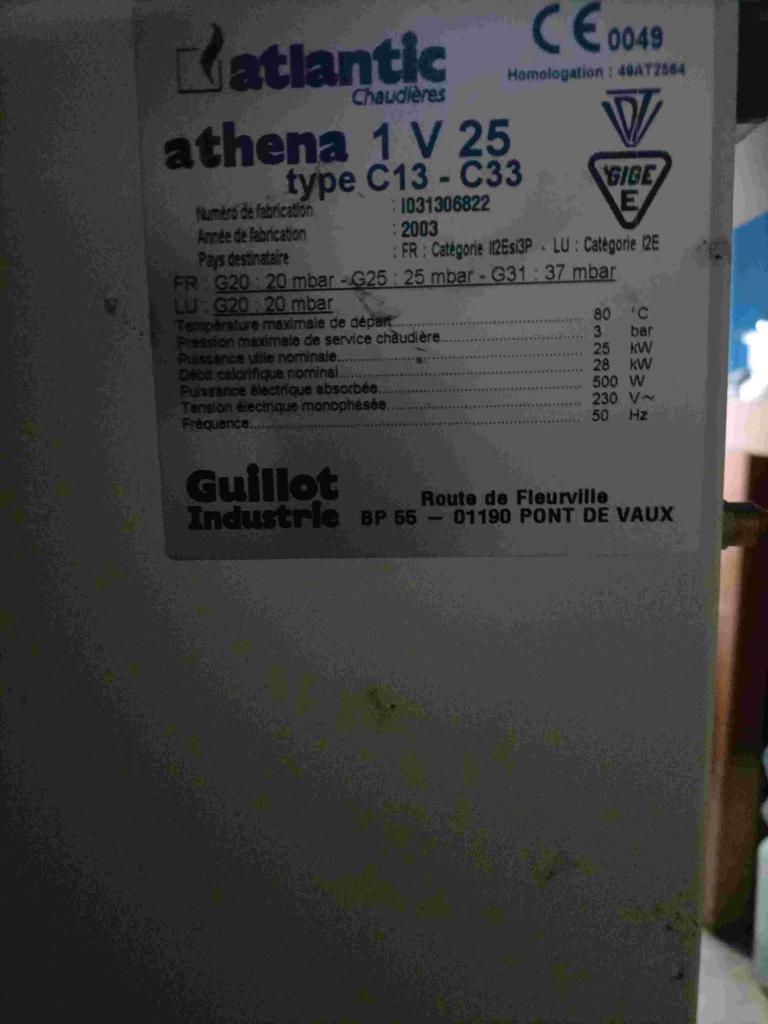 atlantic
Chaudières
CE 0049
Homologation : 49AT2564
athena 1 V 25
type C13 - C33
DVT
GIGE
E
Numéro de fabrication : I031306822
Année de fabrication : 2003
Pays destinataire : FR : Catégorie II2Esi3P - LU : Catégorie I2E
FR : G20 : 20 mbar - G25 : 25 mbar - G31 : 37 mbar
LU : G20 : 20 mbar
Température maximale de départ 80 °C
Pression maximale de service chaudière 3 bar
Puissance utile nominale 25 kW
Débit calorifique nominal 28 kW
Puissance électrique absorbée 500 W
Tension électrique monophasée 230 V~
Fréquence 50 Hz
Guillot
Industrie
Route de Fleurville
BP 55 – 01190 PONT DE VAUX